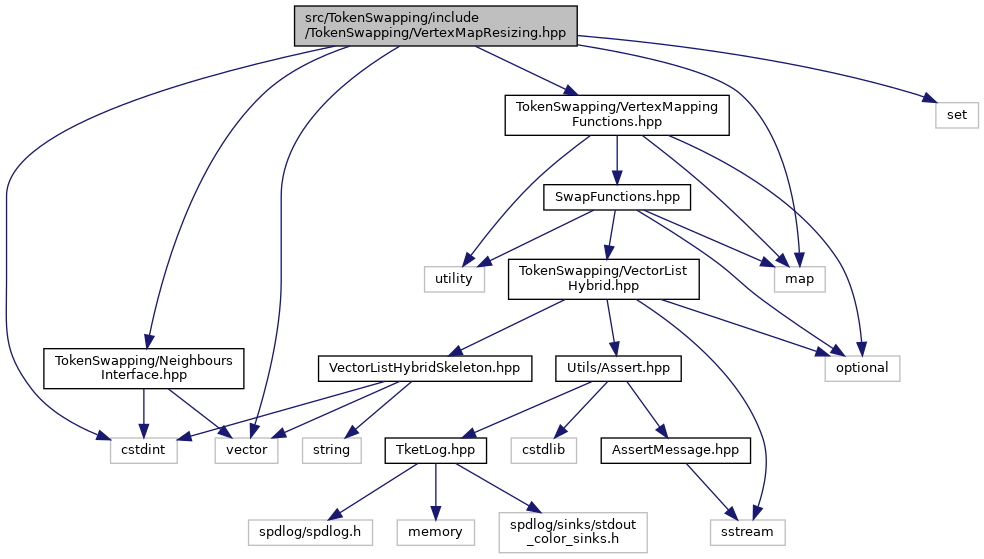 src/TokenSwapping/include
/TokenSwapping/VertexMapResizing.hpp
TokenSwapping/VertexMapping
Functions.hpp
set
SwapFunctions.hpp
utility
TokenSwapping/VectorList
Hybrid.hpp
map
TokenSwapping/Neighbours
Interface.hpp
VectorListHybridSkeleton.hpp
Utils/Assert.hpp
optional
cstdint
vector
string
TketLog.hpp
cstdlib
AssertMessage.hpp
spdlog/spdlog.h
memory
spdlog/sinks/stdout
_color_sinks.h
sstream